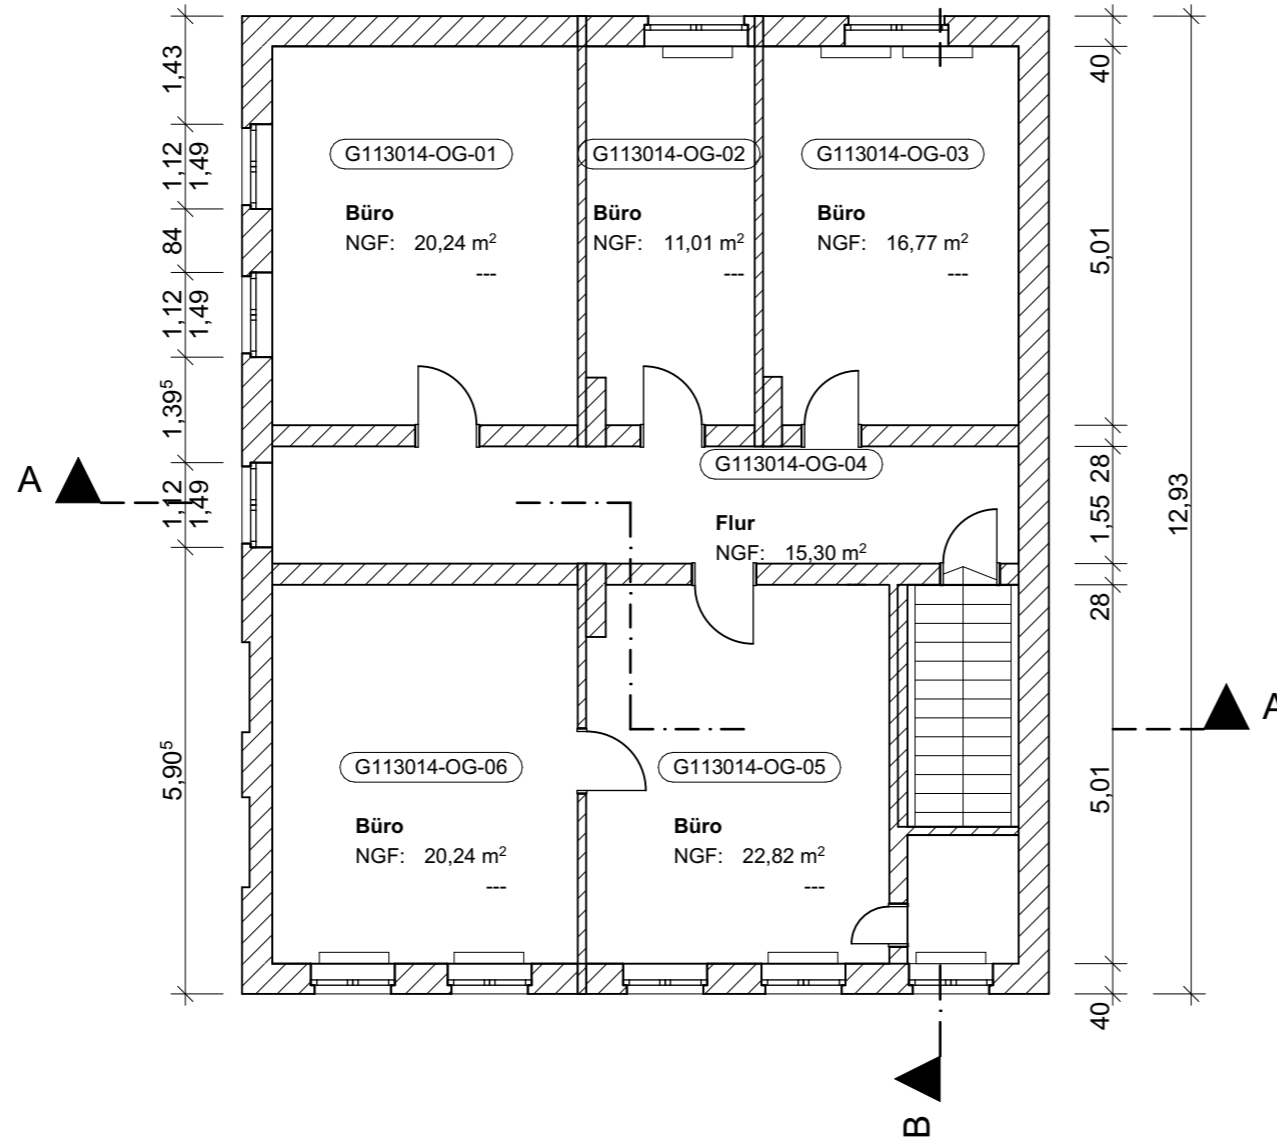 G113014-OG-01
Büro
NGF: 20,24 m²
---
G113014-OG-02
Büro
NGF: 11,01 m²
---
G113014-OG-03
Büro
NGF: 16,77 m²
---
G113014-OG-04
Flur
NGF: 15,30 m²
G113014-OG-06
Büro
NGF: 20,24 m²
---
G113014-OG-05
Büro
NGF: 22,82 m²
---
1,43
1,12
1,49
84
1,12
1,49
1,39⁵
1,12
1,49
5,90⁵
40
5,01
28
1,55
28
5,01
40
12,93
A
A
B